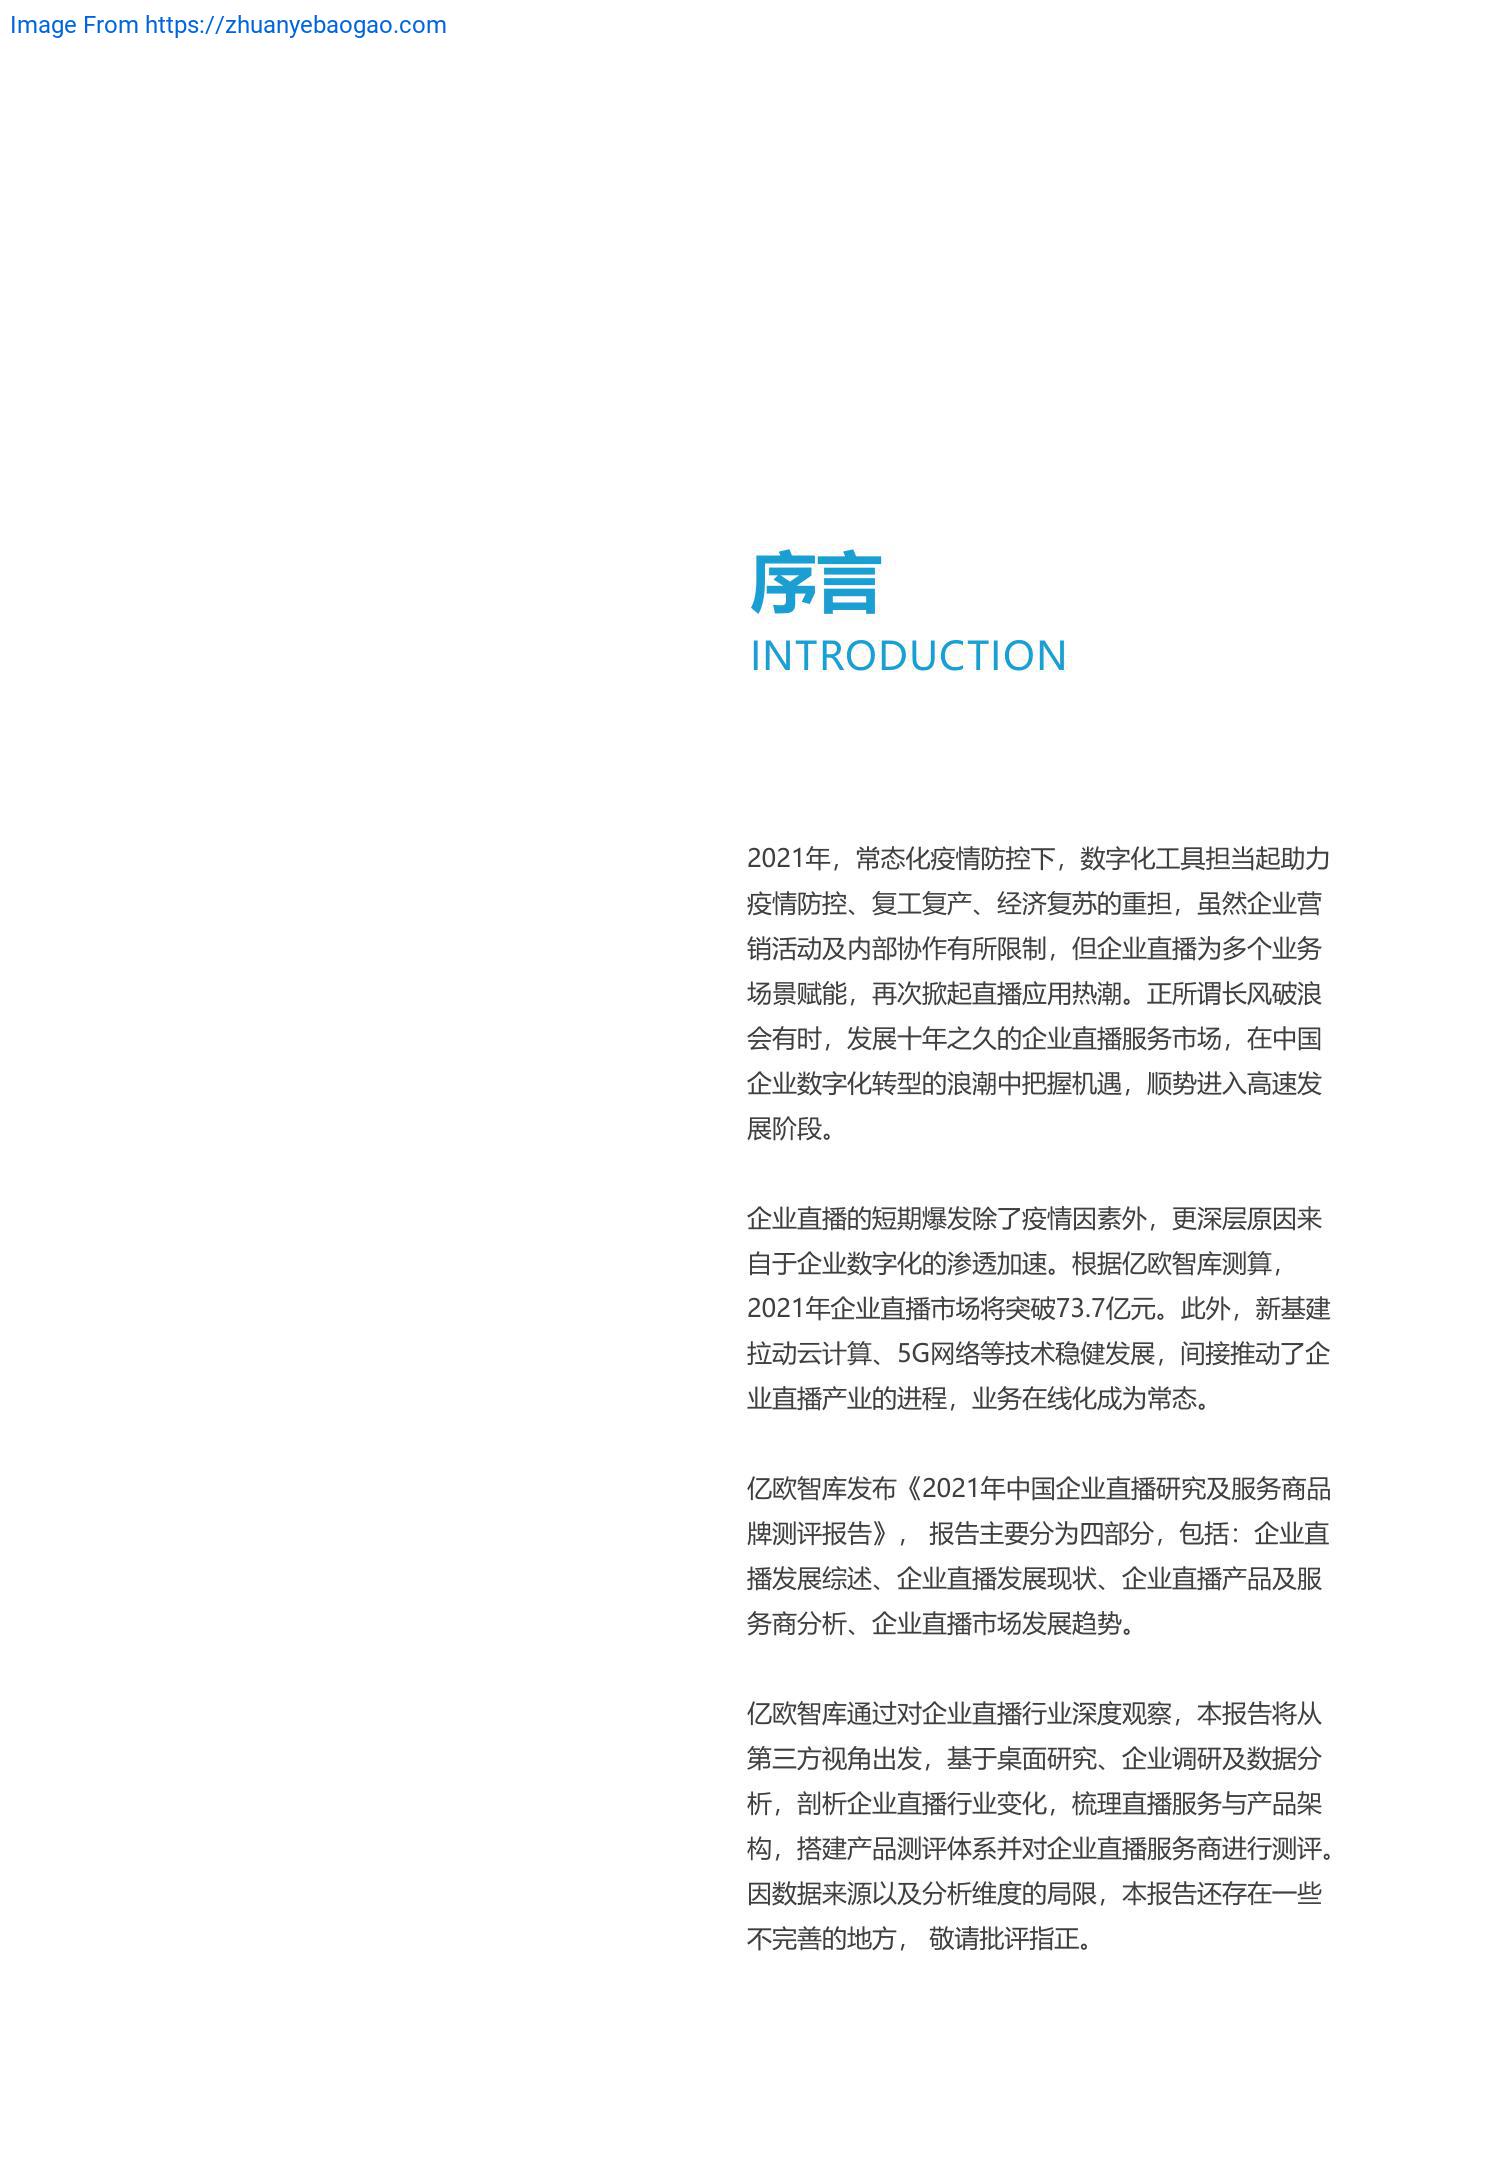 Image From https://zhuanyebaogao.com
序言
INTRODUCTION
2021年，常态化疫情防控下，数字化工具担当起助力
疫情防控、复工复产、经济复苏的重担，虽然企业营
销活动及内部协作有所限制，但企业直播为多个业务
场景赋能，再次掀起直播应用热潮。正所谓长风破浪
会有时，发展十年之久的企业直播服务市场，在中国
企业数字化转型的浪潮中把握机遇，顺势进入高速发
展阶段。
企业直播的短期爆发除了疫情因素外，更深层原因来
自于企业数字化的渗透加速。根据亿欧智库测算，
2021年企业直播市场将突破73.7亿元。此外，新基建
拉动云计算、5G网络等技术稳健发展，间接推动了企
业直播产业的进程，业务在线化成为常态。
亿欧智库发布《2021年中国企业直播研究及服务商品
牌测评报告》， 报告主要分为四部分，包括：企业直
播发展综述、企业直播发展现状、企业直播产品及服
务商分析、企业直播市场发展趋势。
亿欧智库通过对企业直播行业深度观察，本报告将从
第三方视角出发，基于桌面研究、企业调研及数据分
析，剖析企业直播行业变化，梳理直播服务与产品架
构，搭建产品测评体系并对企业直播服务商进行测评。
因数据来源以及分析维度的局限，本报告还存在一些
不完善的地方， 敬请批评指正。